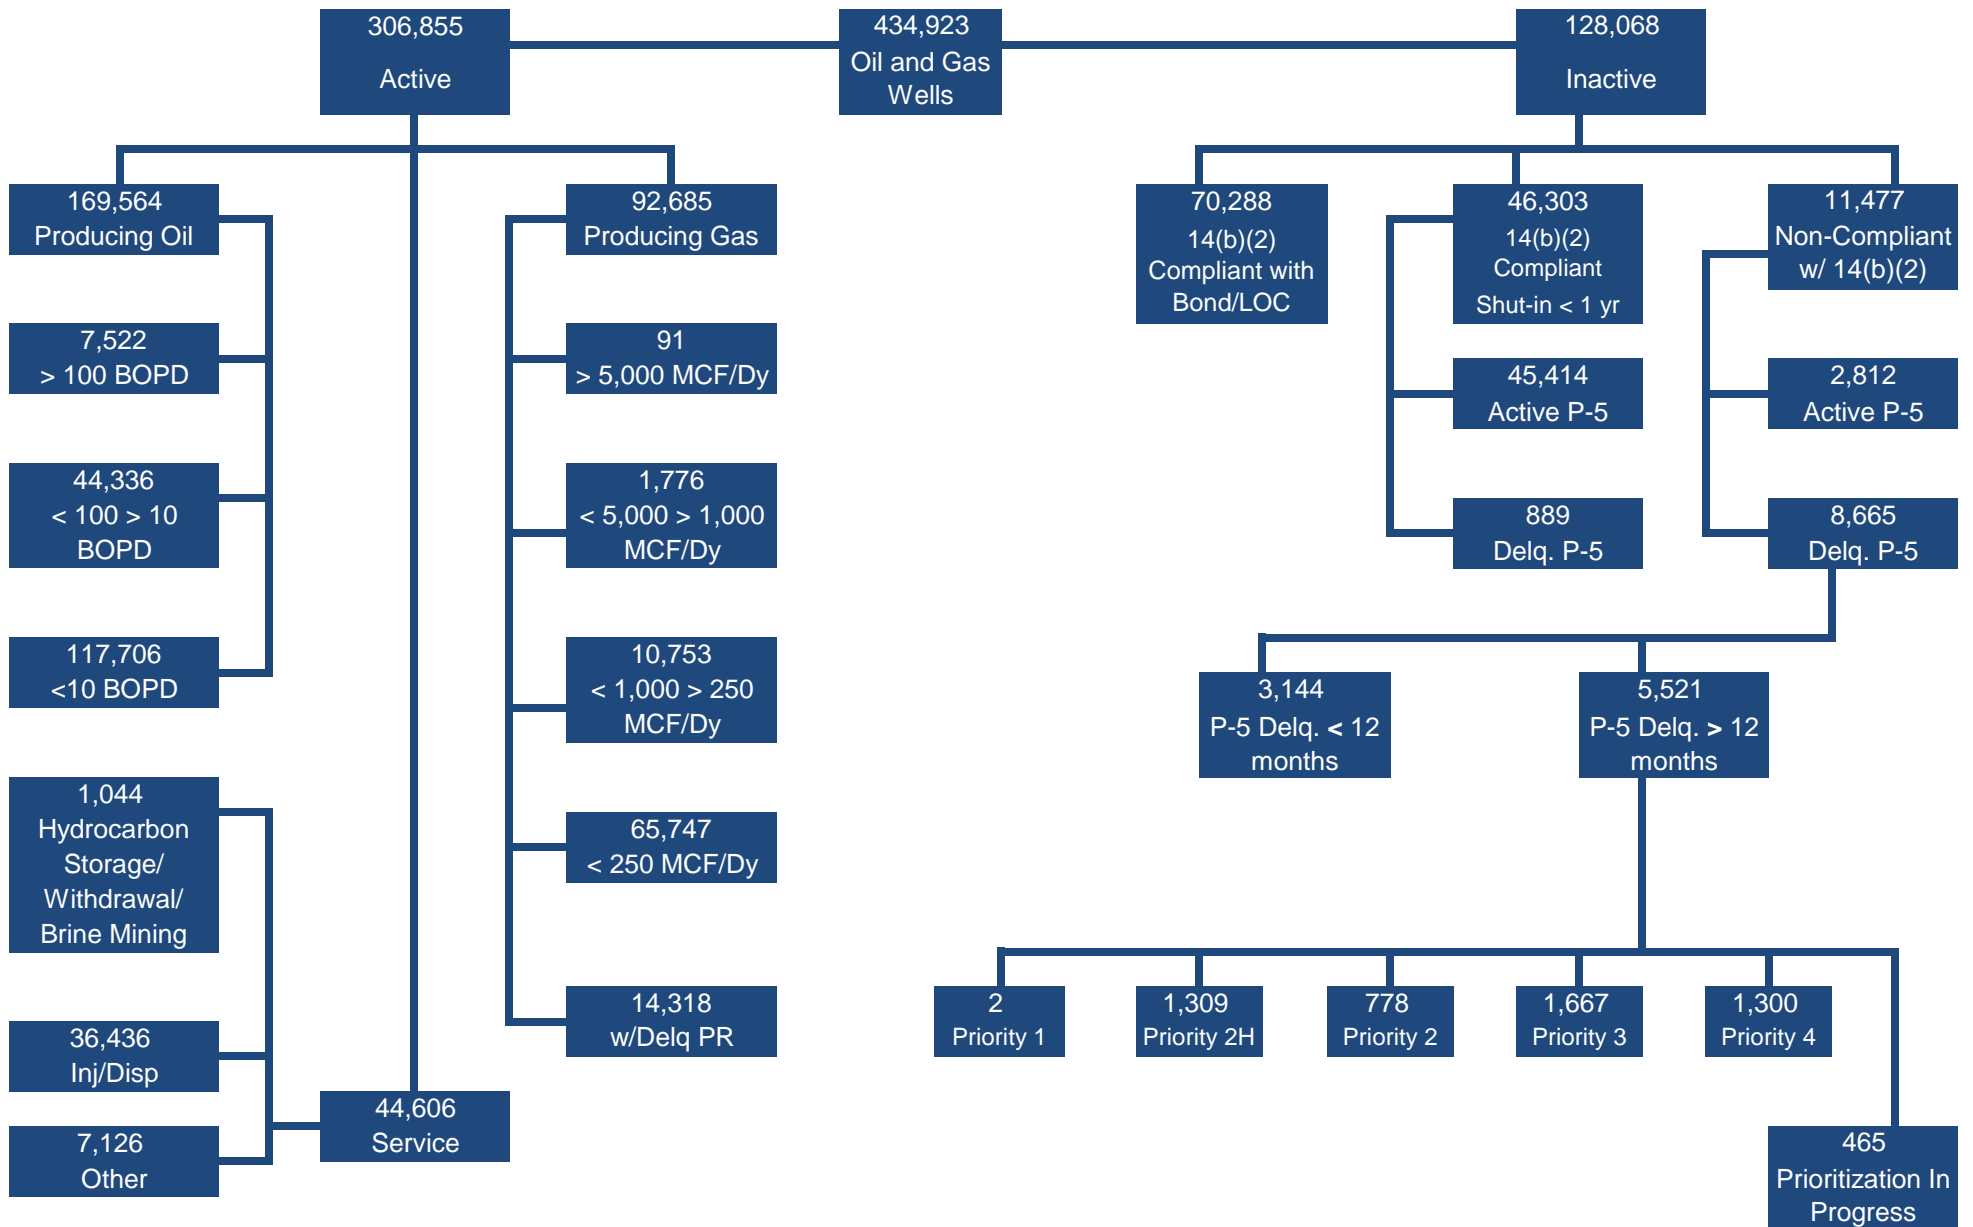 306,855
Active
434,923
Oil and Gas
Wells
128,068
Inactive
169,564
Producing Oil
7,522
> 100 BOPD
44,336
< 100 > 10
BOPD
117,706
<10 BOPD
1,044
Hydrocarbon
Storage/
Withdrawal/
Brine Mining
36,436
Inj/Disp
7,126
Other
44,606
Service
92,685
Producing Gas
91
> 5,000 MCF/Dy
1,776
< 5,000 > 1,000
MCF/Dy
10,753
< 1,000 > 250
MCF/Dy
65,747
< 250 MCF/Dy
14,318
w/Delq PR
70,288
14(b)(2)
Compliant with
Bond/LOC
46,303
14(b)(2)
Compliant
Shut-in < 1 yr
45,414
Active P-5
889
Delq. P-5
11,477
Non-Compliant
w/ 14(b)(2)
2,812
Active P-5
8,665
Delq. P-5
3,144
P-5 Delq. < 12
months
5,521
P-5 Delq. > 12
months
2
Priority 1
1,309
Priority 2H
778
Priority 2
1,667
Priority 3
1,300
Priority 4
465
Prioritization In
Progress